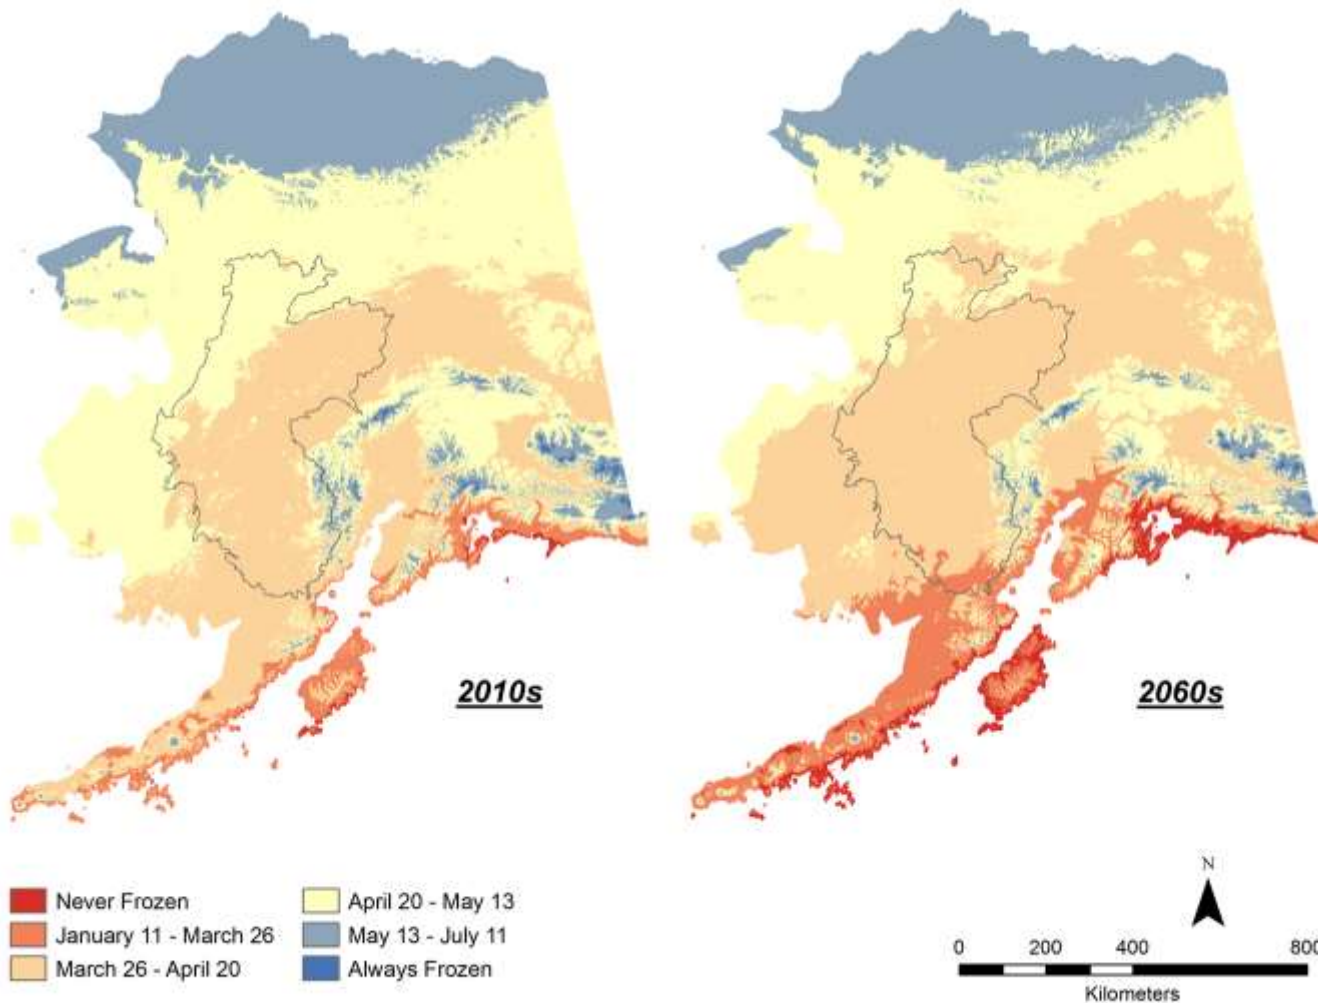 2010s
2060s
Never Frozen
January 11 - March 26
March 26 - April 20
April 20 - May 13
May 13 - July 11
Always Frozen
N
0 200 400 800
Kilometers